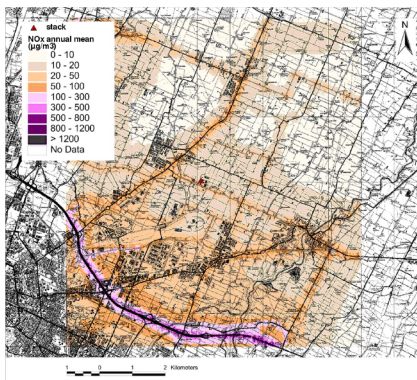 stack
NOx annual mean
(µg/m3)
0 - 10
10 - 20
20 - 50
50 - 100
100 - 300
300 - 500
500 - 800
800 - 1200
> 1200
No Data
N
1 0 1 2 Kilometers